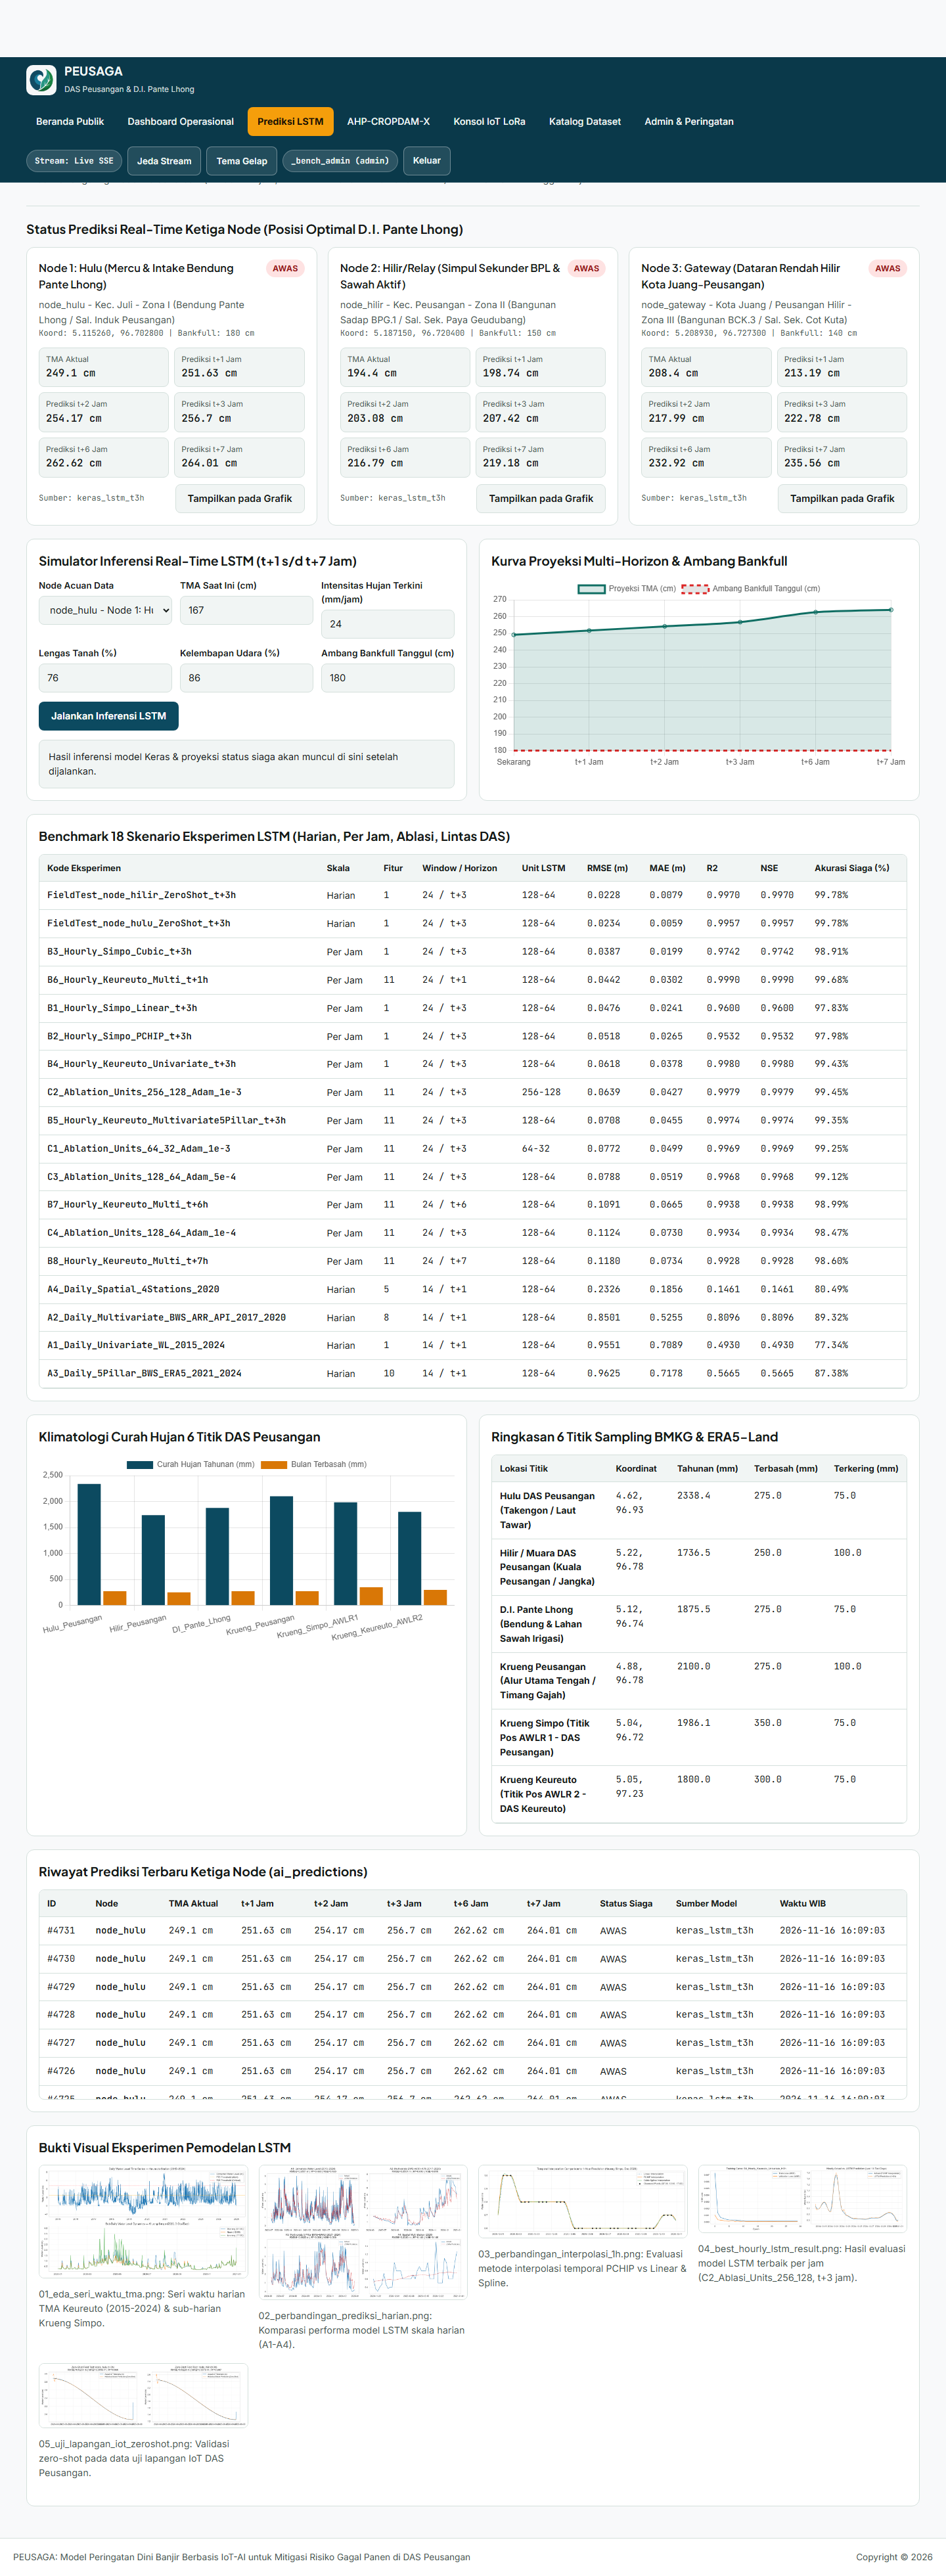 PEUSAGA
DAS Peusangan & D.I. Pante Lhong
Beranda Publik
Dashboard Operasional
Prediksi LSTM
AHP-CROPDAM-X
Konsol IoT LoRa
Katalog Dataset
Admin & Peringatan
Stream: Live SSE
Jeda Stream
Tema Gelap
_bench_admin (admin)
Keluar
Status Prediksi Real-Time Ketiga Node (Posisi Optimal D.I. Pante Lhong)
Node 1: Hulu (Mercu & Intake Bendung
Pante Lhong)
AWAS
node_hulu - Kec. Juli - Zona I (Bendung Pante
Lhong / Sal. Induk Peusangan)
Koord: 5.115260, 96.702800 | Bankfull: 180 cm
TMA Aktual
249.1 cm
Prediksi t+1 Jam
251.63 cm
Prediksi t+2 Jam
254.17 cm
Prediksi t+3 Jam
256.7 cm
Prediksi t+6 Jam
262.62 cm
Prediksi t+7 Jam
264.01 cm
Sumber: keras_lstm_t3h
Tampilkan pada Grafik
Node 2: Hilir/Relay (Simpul Sekunder BPL &
Sawah Aktif)
AWAS
node_hilir - Kec. Peusangan - Zona II (Bangunan
Sadap BPG.1 / Sal. Sek. Paya Geudubang)
Koord: 5.187150, 96.720400 | Bankfull: 150 cm
TMA Aktual
194.4 cm
Prediksi t+1 Jam
198.74 cm
Prediksi t+2 Jam
203.08 cm
Prediksi t+3 Jam
207.42 cm
Prediksi t+6 Jam
216.79 cm
Prediksi t+7 Jam
219.18 cm
Sumber: keras_lstm_t3h
Tampilkan pada Grafik
Node 3: Gateway (Dataran Rendah Hilir
Kota Juang-Peusangan)
AWAS
node_gateway - Kota Juang / Peusangan Hilir -
Zona III (Bangunan BCK.3 / Sal. Sek. Cot Kuta)
Koord: 5.208930, 96.727300 | Bankfull: 140 cm
TMA Aktual
208.4 cm
Prediksi t+1 Jam
213.19 cm
Prediksi t+2 Jam
217.99 cm
Prediksi t+3 Jam
222.78 cm
Prediksi t+6 Jam
232.92 cm
Prediksi t+7 Jam
235.56 cm
Sumber: keras_lstm_t3h
Tampilkan pada Grafik
Simulator Inferensi Real-Time LSTM (t+1 s/d t+7 Jam)
Node Acuan Data
node_hulu - Node 1: Hu
TMA Saat Ini (cm)
167
Intensitas Hujan Terkini
(mm/jam)
24
Lengas Tanah (%)
76
Kelembapan Udara (%)
86
Ambang Bankfull Tanggul (cm)
180
Jalankan Inferensi LSTM
Hasil inferensi model Keras & proyeksi status siaga akan muncul di sini setelah
dijalankan.
Kurva Proyeksi Multi-Horizon & Ambang Bankfull
Proyeksi TMA (cm)
Ambang Bankfull Tanggul (cm)
270
260
250
240
230
220
210
200
190
180
Sekarang
t+1 Jam
t+2 Jam
t+3 Jam
t+6 Jam
t+7 Jam
Benchmark 18 Skenario Eksperimen LSTM (Harian, Per Jam, Ablasi, Lintas DAS)
Kode Eksperimen Skala Fitur Window / Horizon Unit LSTM RMSE (m) MAE (m) R2 NSE Akurasi Siaga (%)
FieldTest_node_hilir_ZeroShot_t+3h Harian 1 24 / t+3 128-64 0.0228 0.0079 0.9970 0.9970 99.78%
FieldTest_node_hulu_ZeroShot_t+3h Harian 1 24 / t+3 128-64 0.0234 0.0059 0.9957 0.9957 99.78%
B3_Hourly_Simpo_Cubic_t+3h Per Jam 1 24 / t+3 128-64 0.0387 0.0199 0.9742 0.9742 98.91%
B6_Hourly_Keureuto_Multi_t+1h Per Jam 11 24 / t+1 128-64 0.0442 0.0302 0.9990 0.9990 99.68%
B1_Hourly_Simpo_Linear_t+3h Per Jam 1 24 / t+3 128-64 0.0476 0.0241 0.9600 0.9600 97.83%
B2_Hourly_Simpo_PCHIP_t+3h Per Jam 1 24 / t+3 128-64 0.0518 0.0265 0.9532 0.9532 97.98%
B4_Hourly_Keureuto_Univariate_t+3h Per Jam 1 24 / t+3 128-64 0.0618 0.0378 0.9980 0.9980 99.43%
C2_Ablation_Units_256_128_Adam_1e-3 Per Jam 11 24 / t+3 256-128 0.0639 0.0427 0.9979 0.9979 99.45%
B5_Hourly_Keureuto_Multivariate5Pillar_t+3h Per Jam 11 24 / t+3 128-64 0.0708 0.0455 0.9974 0.9974 99.35%
C1_Ablation_Units_64_32_Adam_1e-3 Per Jam 11 24 / t+3 64-32 0.0772 0.0499 0.9969 0.9969 99.25%
C3_Ablation_Units_128_64_Adam_5e-4 Per Jam 11 24 / t+3 128-64 0.0788 0.0519 0.9968 0.9968 99.12%
B7_Hourly_Keureuto_Multi_t+6h Per Jam 11 24 / t+6 128-64 0.1091 0.0665 0.9938 0.9938 98.99%
C4_Ablation_Units_128_64_Adam_1e-4 Per Jam 11 24 / t+3 128-64 0.1124 0.0730 0.9934 0.9934 98.47%
B8_Hourly_Keureuto_Multi_t+7h Per Jam 11 24 / t+7 128-64 0.1180 0.0734 0.9928 0.9928 98.60%
A4_Daily_Spatial_4Stations_2020 Harian 5 14 / t+1 128-64 0.2326 0.1856 0.1461 0.1461 80.49%
A2_Daily_Multivariate_BWS_ARR_API_2017_2020 Harian 8 14 / t+1 128-64 0.8501 0.5255 0.8096 0.8096 89.32%
A1_Daily_Univariate_WL_2015_2024 Harian 1 14 / t+1 128-64 0.9551 0.7089 0.4930 0.4930 77.34%
A3_Daily_5Pillar_BWS_ERA5_2021_2024 Harian 10 14 / t+1 128-64 0.9625 0.7178 0.5665 0.5665 87.38%
Klimatologi Curah Hujan 6 Titik DAS Peusangan
Curah Hujan Tahunan (mm)
Bulan Terbasah (mm)
2,500
2,000
1,500
1,000
500
0
Hulu_Peusangan
Hilir_Peusangan
DI_Pante_Lhong
Krueng_Peusangan
Krueng_Simpo_AWLR1
Krueng_Keureuto_AWLR2
Ringkasan 6 Titik Sampling BMKG & ERA5-Land
Lokasi Titik Koordinat Tahunan (mm) Terbasah (mm) Terkering (mm)
Hulu DAS Peusangan 4.62, 2338.4 275.0 75.0
(Takengon / Laut 96.93
Tawar)
Hilir / Muara DAS 5.22, 1736.5 250.0 100.0
Peusangan (Kuala 96.78
Peusangan / Jangka)
D.I. Pante Lhong 5.12, 1875.5 275.0 75.0
(Bendung & Lahan 96.74
Sawah Irigasi)
Krueng Peusangan 4.88, 2100.0 275.0 100.0
(Alur Utama Tengah / 96.78
Timang Gajah)
Krueng Simpo (Titik 5.04, 1986.1 350.0 75.0
Pos AWLR 1 - DAS 96.72
Peusangan)
Krueng Keureuto 5.05, 1800.0 300.0 75.0
(Titik Pos AWLR 2 - 97.23
DAS Keureuto)
Riwayat Prediksi Terbaru Ketiga Node (ai_predictions)
ID Node TMA Aktual t+1 Jam t+2 Jam t+3 Jam t+6 Jam t+7 Jam Status Siaga Sumber Model Waktu WIB
#4731 node_hulu 249.1 cm 251.63 cm 254.17 cm 256.7 cm 262.62 cm 264.01 cm AWAS keras_lstm_t3h 2026-11-16 16:09:03
#4730 node_hulu 249.1 cm 251.63 cm 254.17 cm 256.7 cm 262.62 cm 264.01 cm AWAS keras_lstm_t3h 2026-11-16 16:09:03
#4729 node_hulu 249.1 cm 251.63 cm 254.17 cm 256.7 cm 262.62 cm 264.01 cm AWAS keras_lstm_t3h 2026-11-16 16:09:03
#4728 node_hulu 249.1 cm 251.63 cm 254.17 cm 256.7 cm 262.62 cm 264.01 cm AWAS keras_lstm_t3h 2026-11-16 16:09:03
#4727 node_hulu 249.1 cm 251.63 cm 254.17 cm 256.7 cm 262.62 cm 264.01 cm AWAS keras_lstm_t3h 2026-11-16 16:09:03
#4726 node_hulu 249.1 cm 251.63 cm 254.17 cm 256.7 cm 262.62 cm 264.01 cm AWAS keras_lstm_t3h 2026-11-16 16:09:03
Bukti Visual Eksperimen Pemodelan LSTM
01_eda_seri_waktu_tma.png: Seri waktu harian
TMA Keureuto (2015-2024) & sub-harian
Krueng Simpo.
02_perbandingan_prediksi_harian.png:
Komparasi performa model LSTM skala harian
(A1-A4).
03_perbandingan_interpolasi_1h.png: Evaluasi
metode interpolasi temporal PCHIP vs Linear &
Spline.
04_best_hourly_lstm_result.png: Hasil evaluasi
model LSTM terbaik per jam
(C2_Ablasi_Units_256_128, t+3 jam).
05_uji_lapangan_iot_zeroshot.png: Validasi
zero-shot pada data uji lapangan IoT DAS
Peusangan.
PEUSAGA: Model Peringatan Dini Banjir Berbasis IoT-AI untuk Mitigasi Risiko Gagal Panen di DAS Peusangan
Copyright © 2026